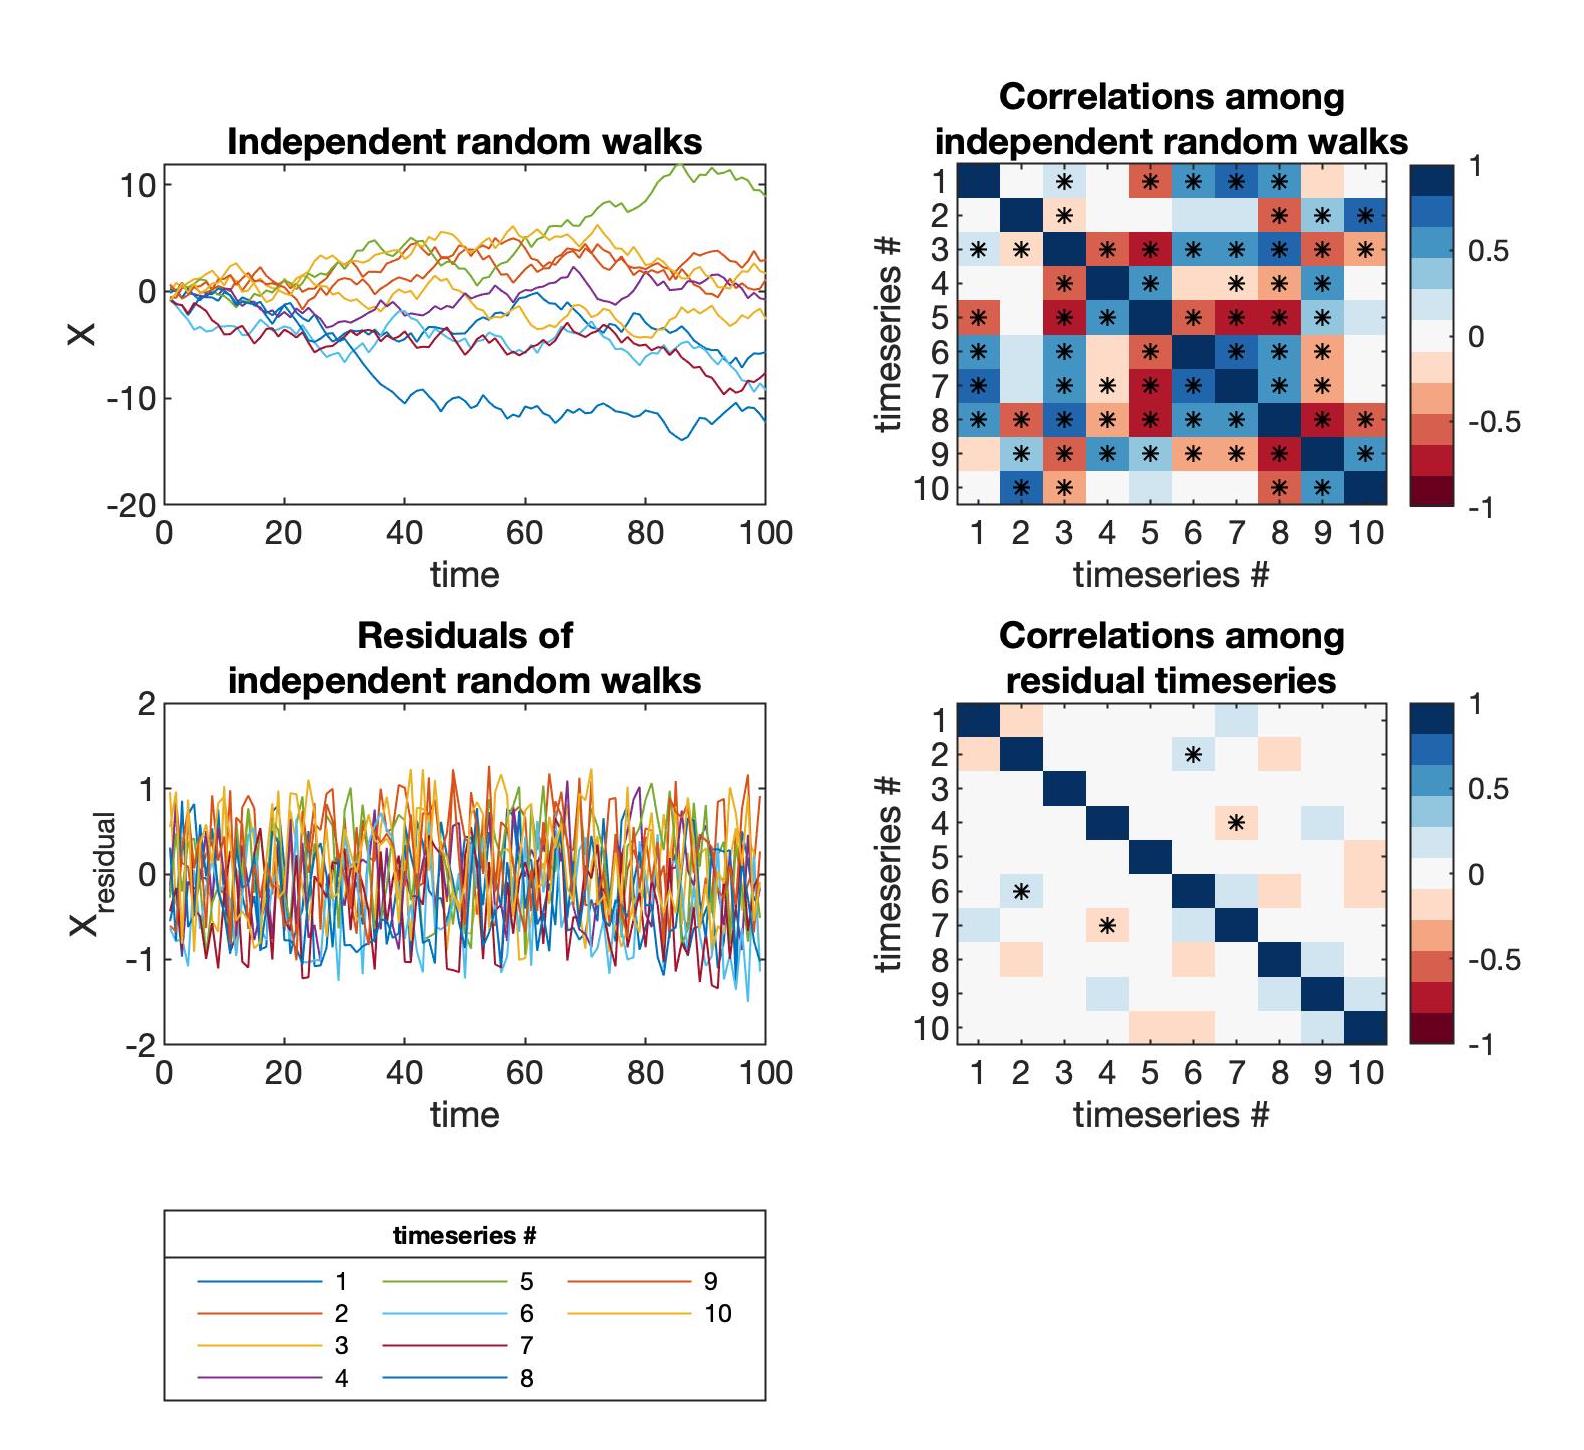 Independent random walks
10
0
-10
-20
X
0 20 40 60 80 100
time
Correlations among
independent random walks
1
2
3
4
5
6
7
8
9
10
timeseries #
1 2 3 4 5 6 7 8 9 10
timeseries #
1
0.5
0
-0.5
-1
Residuals of
independent random walks
2
1
0
-1
-2
Xresidual
0 20 40 60 80 100
time
Correlations among
residual timeseries
1
2
3
4
5
6
7
8
9
10
timeseries #
1 2 3 4 5 6 7 8 9 10
timeseries #
1
0.5
0
-0.5
-1
timeseries #
1 5 9
2 6 10
3 7
4 8